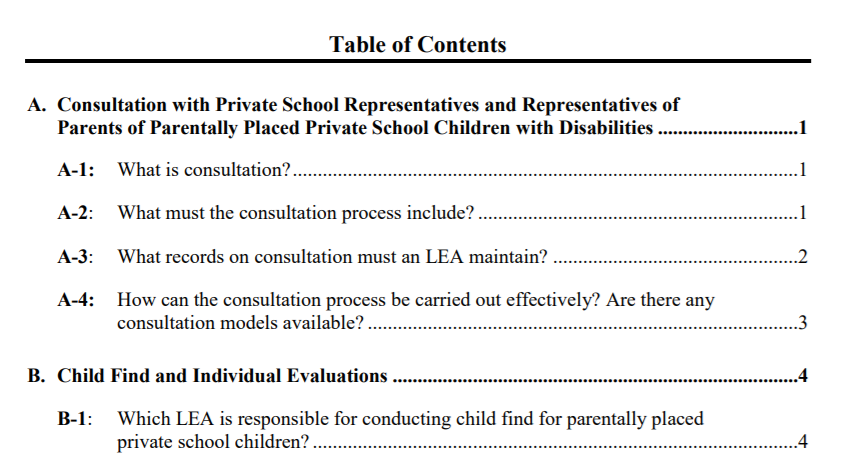 Table of Contents
A. Consultation with Private School Representatives and Representatives of
Parents of Parentally Placed Private School Children with Disabilities ............................1
A-1: What is consultation?.....................................................................................................1
A-2: What must the consultation process include? ................................................................1
A-3: What records on consultation must an LEA maintain? .................................................2
A-4: How can the consultation process be carried out effectively? Are there any
consultation models available? ......................................................................................3
B. Child Find and Individual Evaluations .................................................................................4
B-1: Which LEA is responsible for conducting child find for parentally placed
private school children? .................................................................................................4